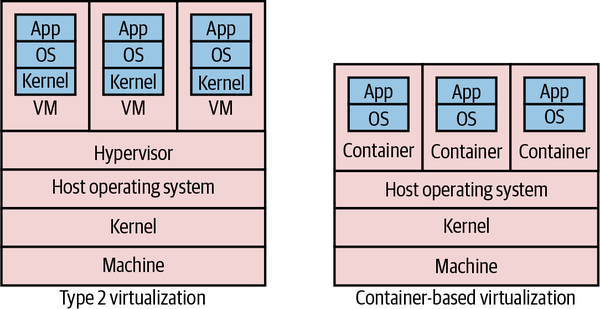 App App App
OS OS OS
Kernel Kernel Kernel
VM VM VM
Hypervisor
Host operating system
Kernel
Machine
Type 2 virtualization
App App App
OS OS OS
Container Container Container
Host operating system
Kernel
Machine
Container-based virtualization